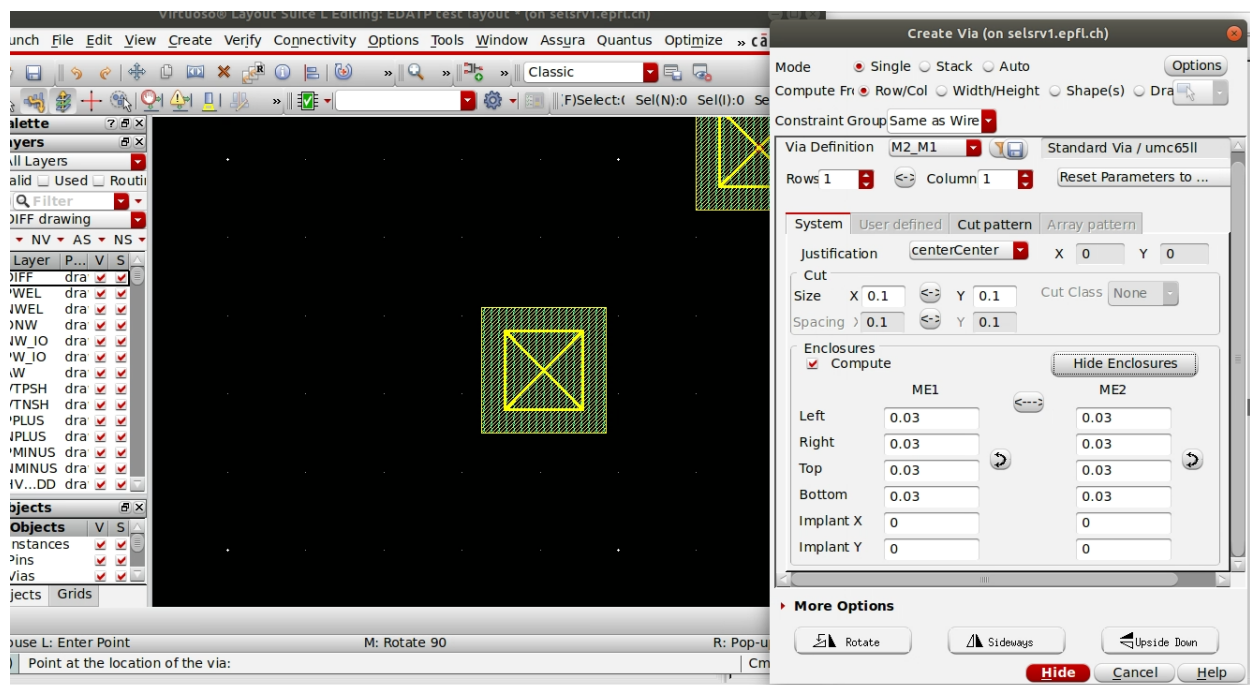 Virtuoso® Layout Suite L Editing: EDATP test layout * (on selsrv1.epfl.ch)
unch File Edit View Create Verify Connectivity Options Tools Window Assura Quantus Optimize » cā
» » » Classic
» F)Select:( Sel(N):0 Sel(I):0 Se
alette
ayers
All Layers
alid Used Routi
Filter
DIFF drawing
NV AS NS
Layer P... V S
DIFF dra
PWEL dra
NWEL dra
DNW dra
NW_IO dra
PW_IO dra
dra
VTPSH dra
VTNSH dra
PPLUS dra
NPLUS dra
PMINUS dra
NMINUS dra
HV...DD dra
bjects
Objects V S
nstances
Pins
Vias
jects Grids
ouse L: Enter Point M: Rotate 90 R: Pop-u
) Point at the location of the via: Cm
Create Via (on selsrv1.epfl.ch)
Mode Single Stack Auto Options
Compute Fr Row/Col Width/Height Shape(s) Dra
Constraint Group Same as Wire
Via Definition M2_M1 Standard Via / umc65ll
Rows 1 <-> Column 1 Reset Parameters to ...
System User defined Cut pattern Array pattern
Justification centerCenter X 0 Y 0
Cut
Size X 0.1 <-> Y 0.1 Cut Class None
Spacing 0.1 <-> Y 0.1
Enclosures
Compute Hide Enclosures
ME1 <---> ME2
Left 0.03 0.03
Right 0.03 0.03
Top 0.03 0.03
Bottom 0.03 0.03
Implant X 0 0
Implant Y 0 0
More Options
Rotate Sideways Upside Down
Hide Cancel Help